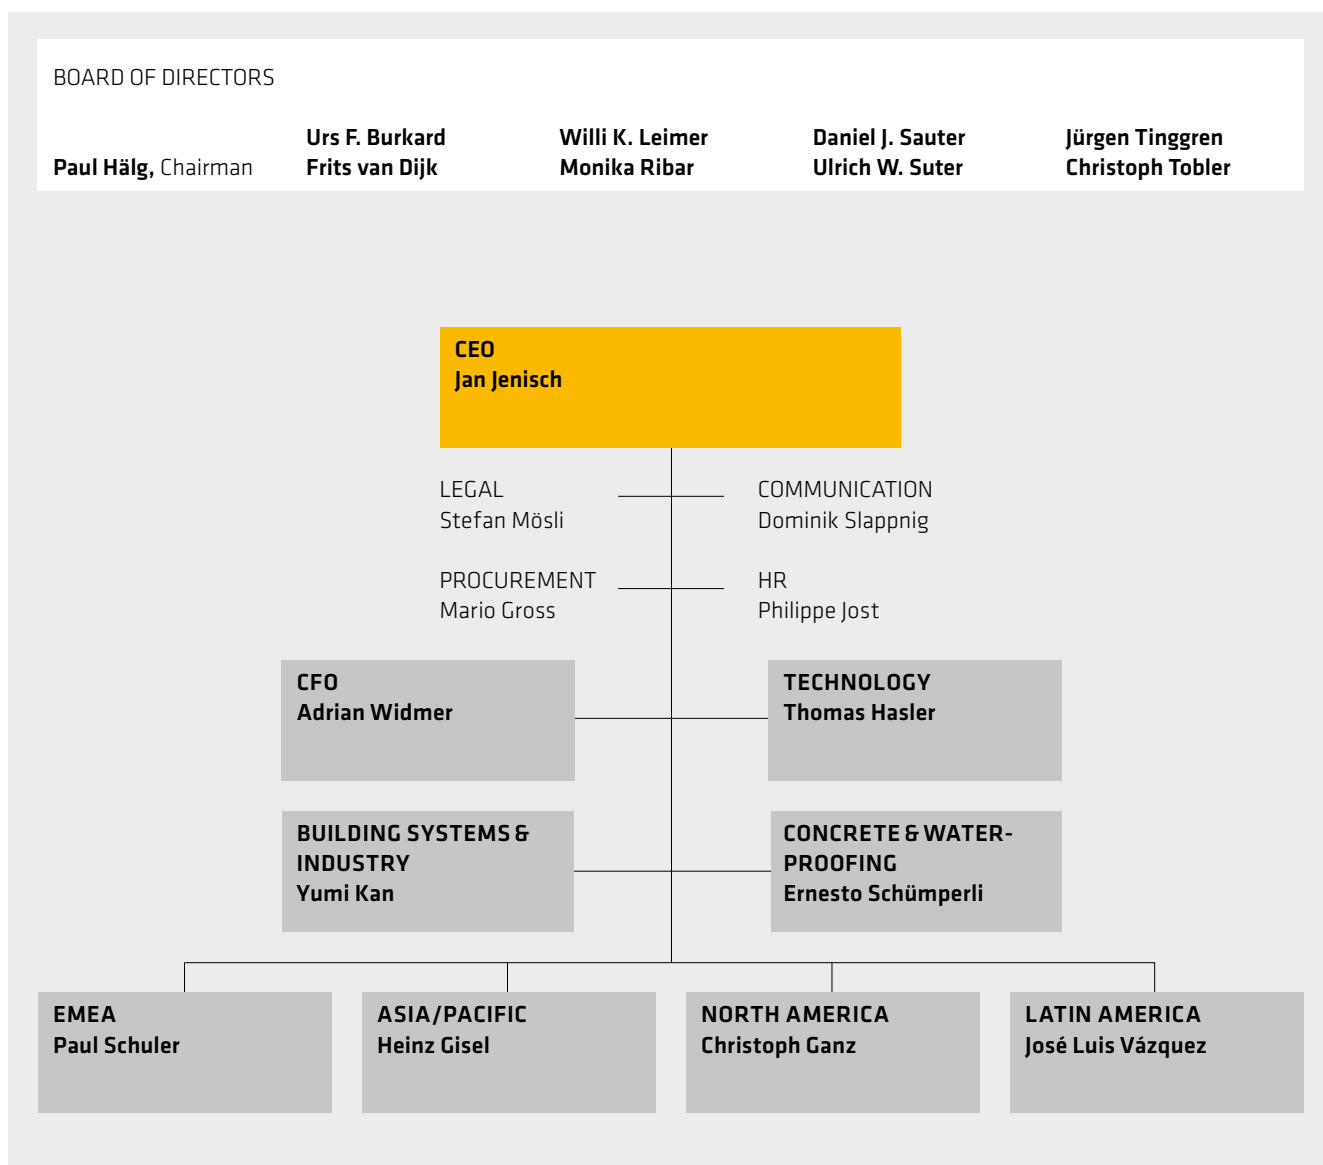 BOARD OF DIRECTORS
Paul Hälg, Chairman
Urs F. Burkard
Frits van Dijk
Willi K. Leimer
Monika Ribar
Daniel J. Sauter
Ulrich W. Suter
Jürgen Tinggren
Christoph Tobler
CEO
Jan Jenisch
LEGAL
Stefan Mösli
COMMUNICATION
Dominik Slappnig
PROCUREMENT
Mario Gross
HR
Philippe Jost
CFO
Adrian Widmer
TECHNOLOGY
Thomas Hasler
BUILDING SYSTEMS &
INDUSTRY
Yumi Kan
CONCRETE & WATER-
PROOFING
Ernesto Schümperli
EMEA
Paul Schuler
ASIA/PACIFIC
Heinz Gisel
NORTH AMERICA
Christoph Ganz
LATIN AMERICA
José Luis Vázquez